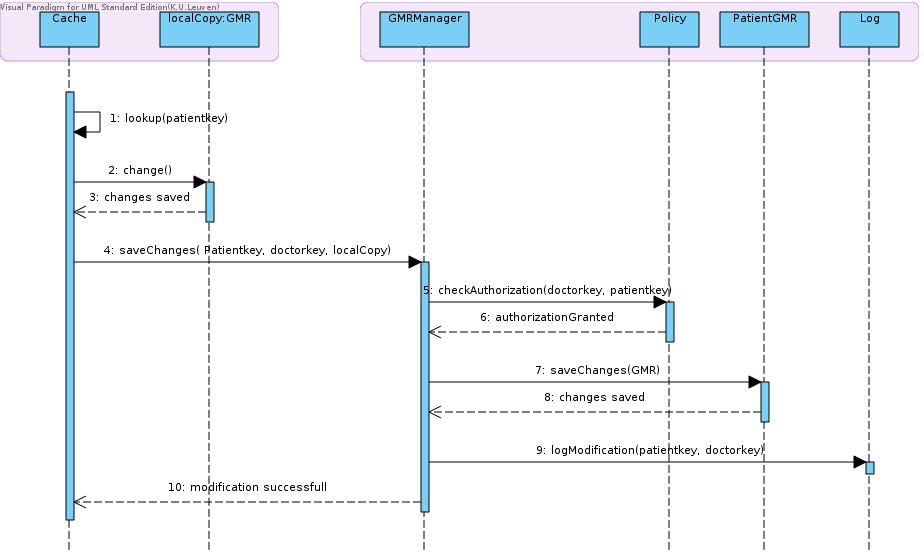 Visual Paradigm for UML Standard Edition(K.U.Leuven)
Cache
localCopy:GMR
GMRManager
Policy
PatientGMR
Log
1: lookup(patientkey)
2: change()
3: changes saved
4: saveChanges( Patientkey, doctorkey, localCopy)
5: checkAuthorization(doctorkey, patientkey)
6: authorizationGranted
7: saveChanges(GMR)
8: changes saved
9: logModification(patientkey, doctorkey)
10: modification successfull